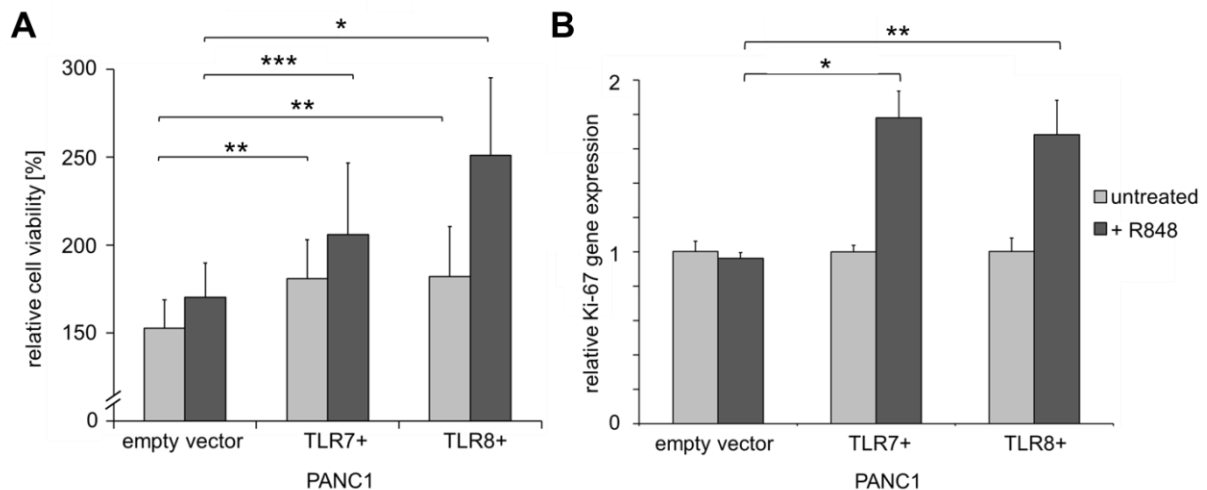 A
*
***
**
**
300
250
200
150
0
relative cell viability [%]
empty vector TLR7+ TLR8+
PANC1
B
**
*
2
1
0
relative Ki-67 gene expression
empty vector TLR7+ TLR8+
PANC1
untreated
+ R848